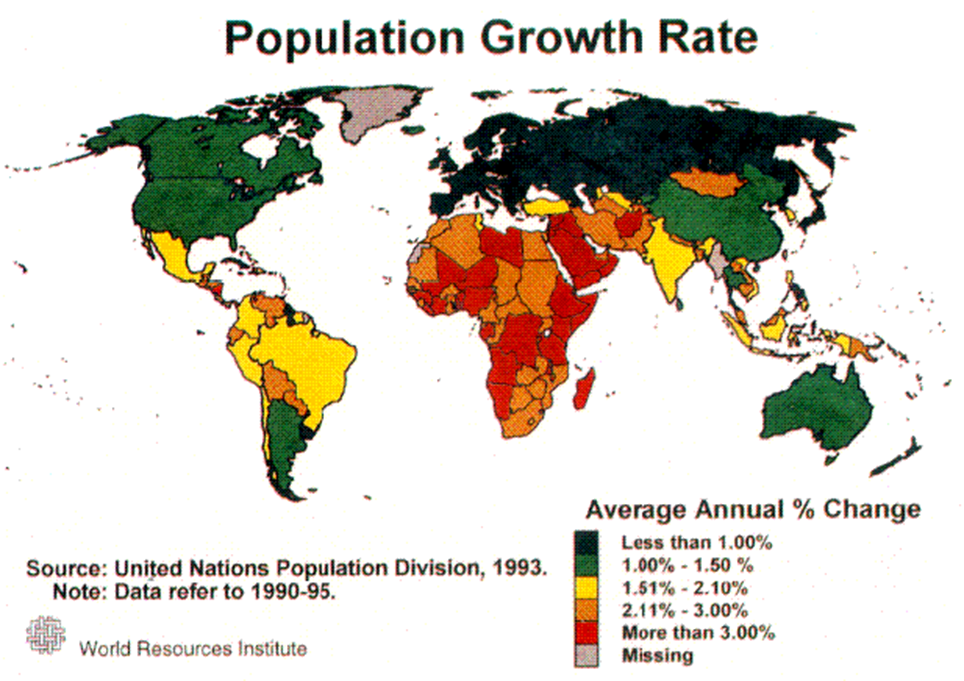 Population Growth Rate
Average Annual % Change
Less than 1.00%
1.00% - 1.50 %
1.51% - 2.10%
2.11% - 3.00%
More than 3.00%
Missing
Source: United Nations Population Division, 1993.
Note: Data refer to 1990-95.
World Resources Institute